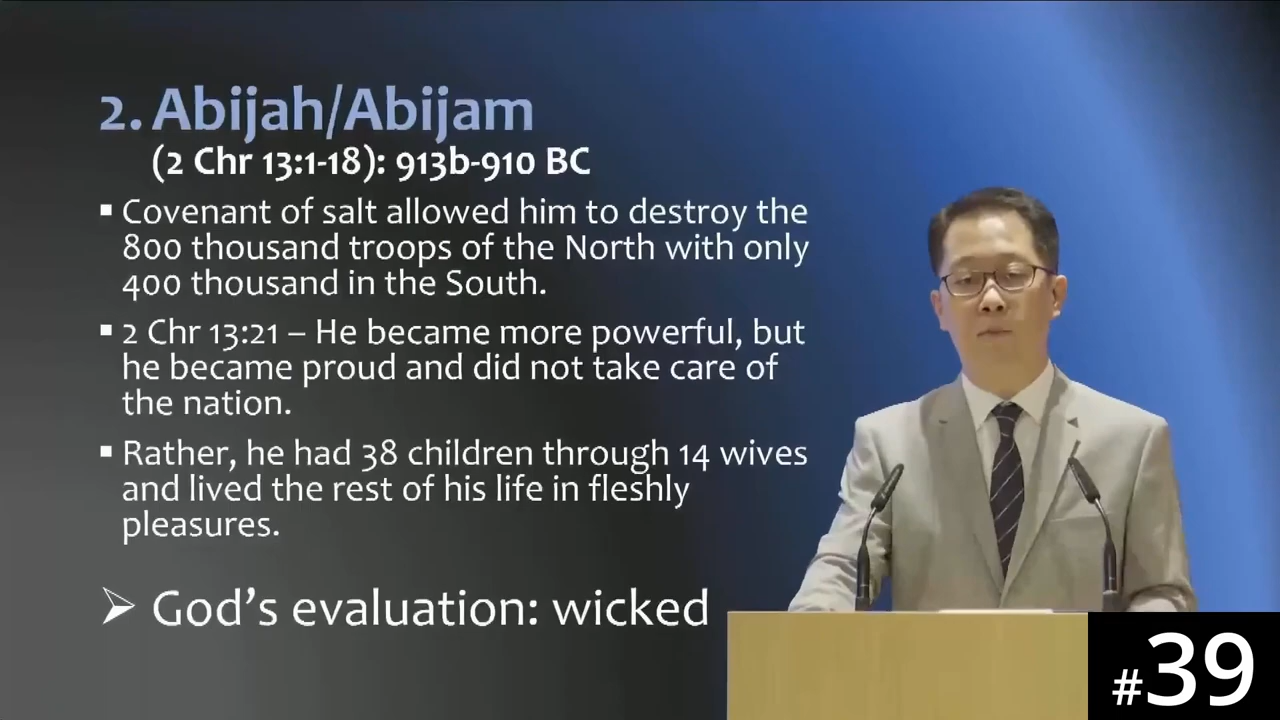 2. Abijah/Abijam
(2 Chr 13:1-18): 913b-910 BC
▪ Covenant of salt allowed him to destroy the
800 thousand troops of the North with only
400 thousand in the South.
▪ 2 Chr 13:21 – He became more powerful, but
he became proud and did not take care of
the nation.
▪ Rather, he had 38 children through 14 wives
and lived the rest of his life in fleshly
pleasures.
➢ God’s evaluation: wicked
#39